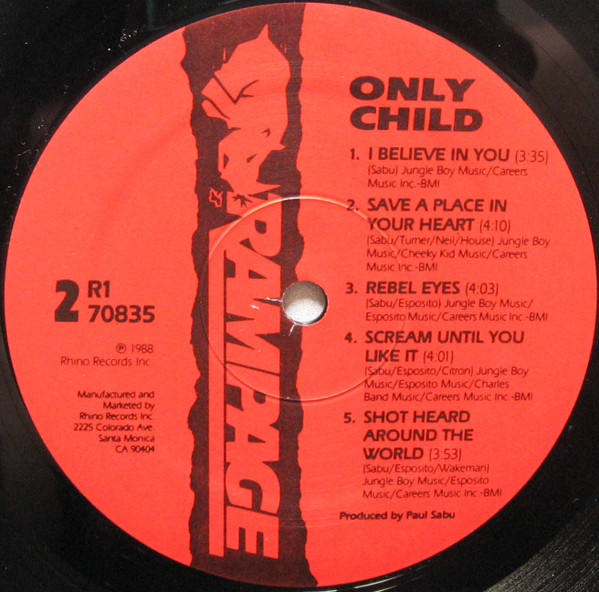 ONLY
CHILD
1. I BELIEVE IN YOU (3:35)
(Sabu) Jungle Boy Music/Careers
Music Inc.-BMI
2. SAVE A PLACE IN
YOUR HEART (4:10)
(Sabu/Turner/Neil/House) Jungle Boy
Music/Cheeky Kid Music/Careers
Music Inc.-BMI
3. REBEL EYES (4:03)
(Sabu/Esposito) Jungle Boy Music/
Esposito Music/Careers Music Inc.-BMI
4. SCREAM UNTIL YOU
LIKE IT (4:01)
(Sabu/Esposito/Citron) Jungle Boy
Music/Esposito Music/Charles
Band Music/Careers Music Inc.-BMI
5. SHOT HEARD
AROUND THE
WORLD (3:53)
(Sabu/Esposito/Wakeman)
Jungle Boy Music/Esposito
Music/Careers Music Inc.-BMI
Produced by Paul Sabu
2 R1
70835
℗ 1988
Rhino Records Inc
Manufactured and
Marketed by
Rhino Records Inc
2225 Colorado Ave.
Santa Monica
CA 90404
RAMPAGE